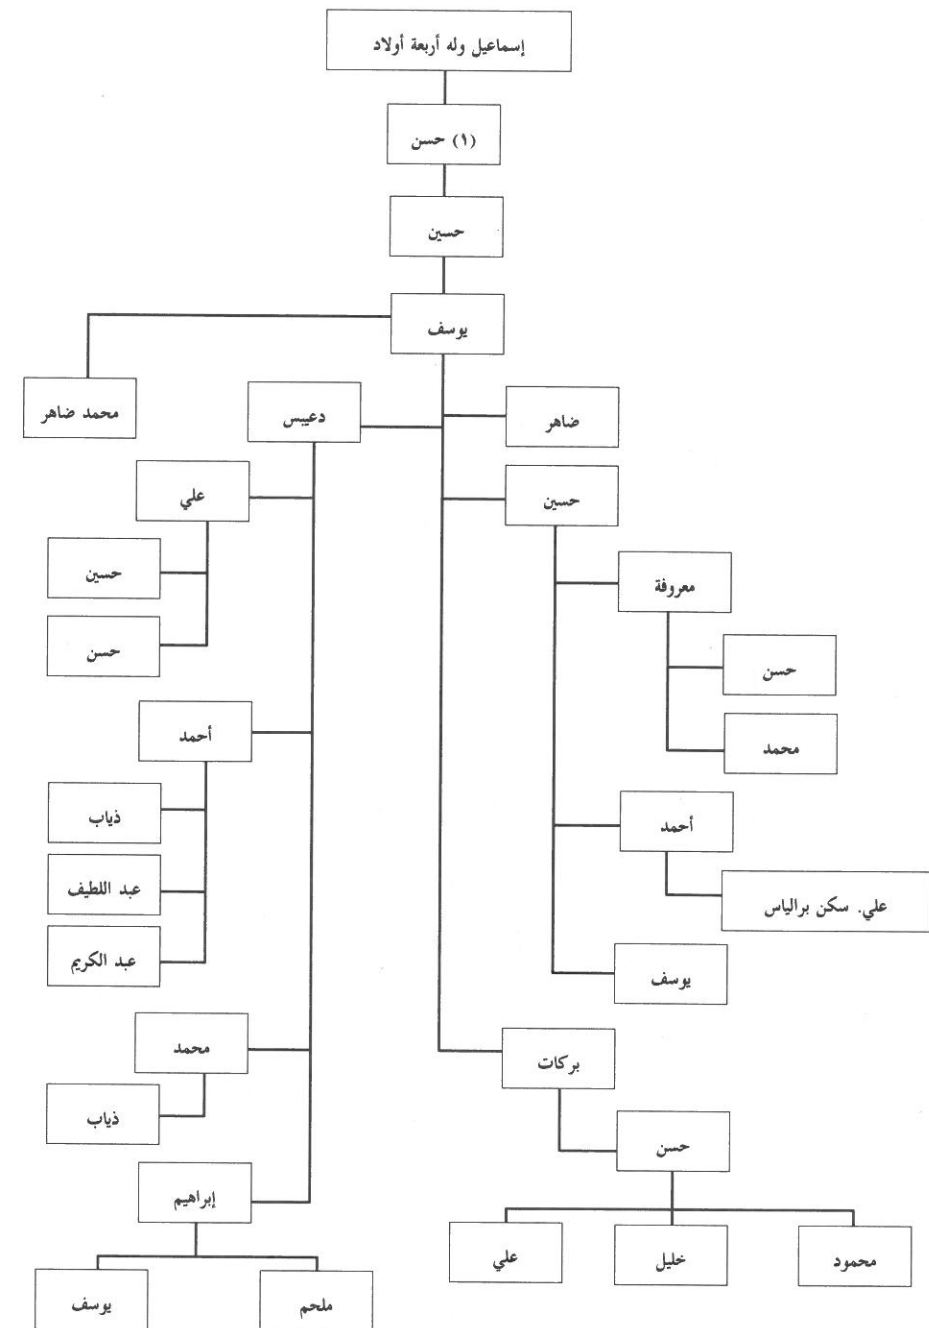 إسماعيل وله أربعة أولاد
(١) حسن
حسين
يوسف
محمد ضاهر
دعيبس
ضاهر
علي
حسين
حسين
معروفة
حسن
حسن
محمد
أحمد
أحمد
ذياب
عبد اللطيف
علي. سكن برالياس
عبد الكريم
يوسف
محمد
بركات
ذياب
حسن
إبراهيم
محمود
خليل
علي
ملحم
يوسف